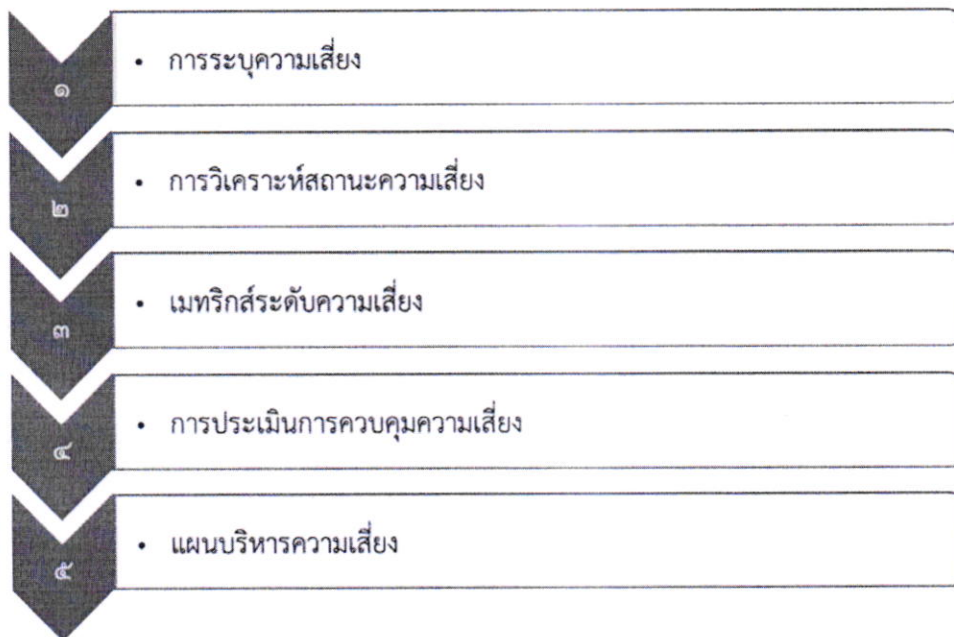 ๑
• การระบุความเสี่ยง
๒
• การวิเคราะห์สถานะความเสี่ยง
๓
• เมทริกส์ระดับความเสี่ยง
๔
• การประเมินการควบคุมความเสี่ยง
๕
• แผนบริหารความเสี่ยง